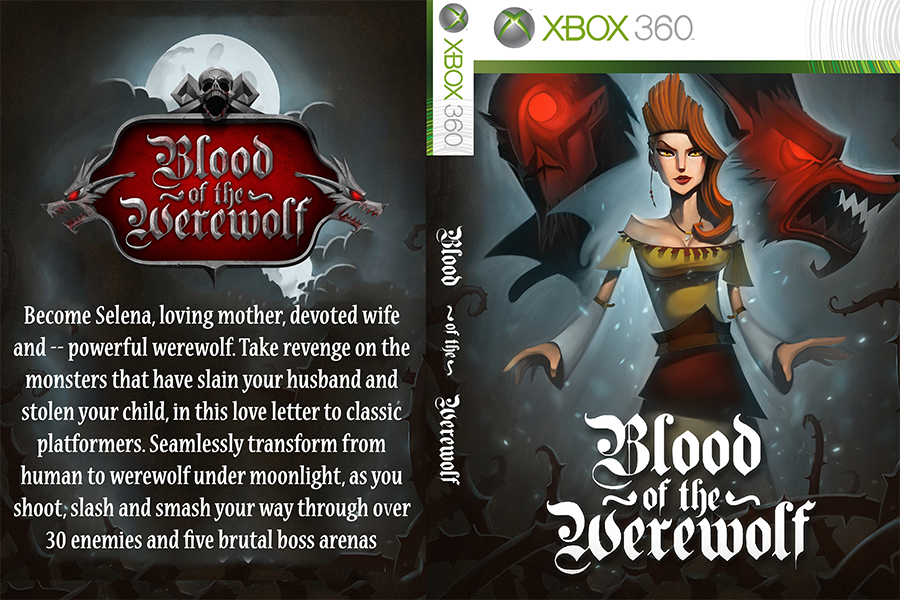 Blood
~of the~
Werewolf
Become Selena, loving mother, devoted wife
and -- powerful werewolf. Take revenge on the
monsters that have slain your husband and
stolen your child, in this love letter to classic
platformers. Seamlessly transform from
human to werewolf under moonlight, as you
shoot, slash and smash your way through over
30 enemies and five brutal boss arenas
XBOX 360
Blood ~of the~ Werewolf
XBOX 360
Blood
~of the~
Werewolf